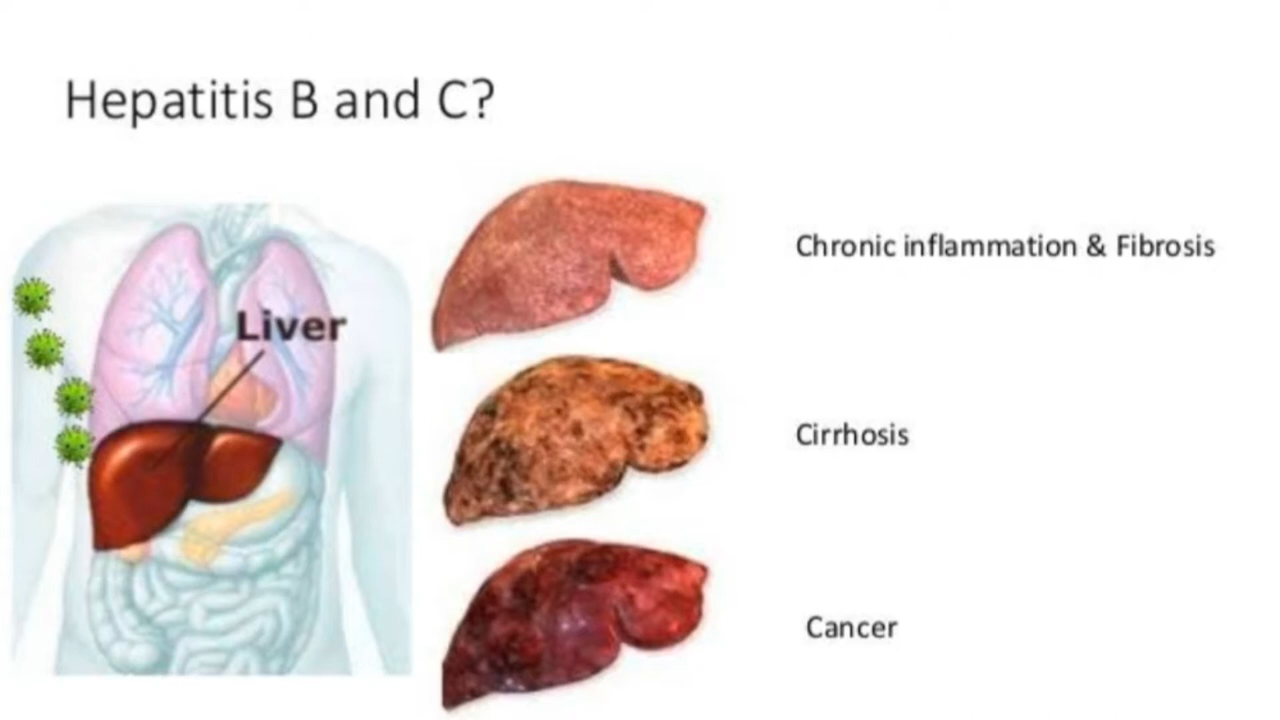 Hepatitis B and C?
Liver
Chronic inflammation & Fibrosis
Cirrhosis
Cancer